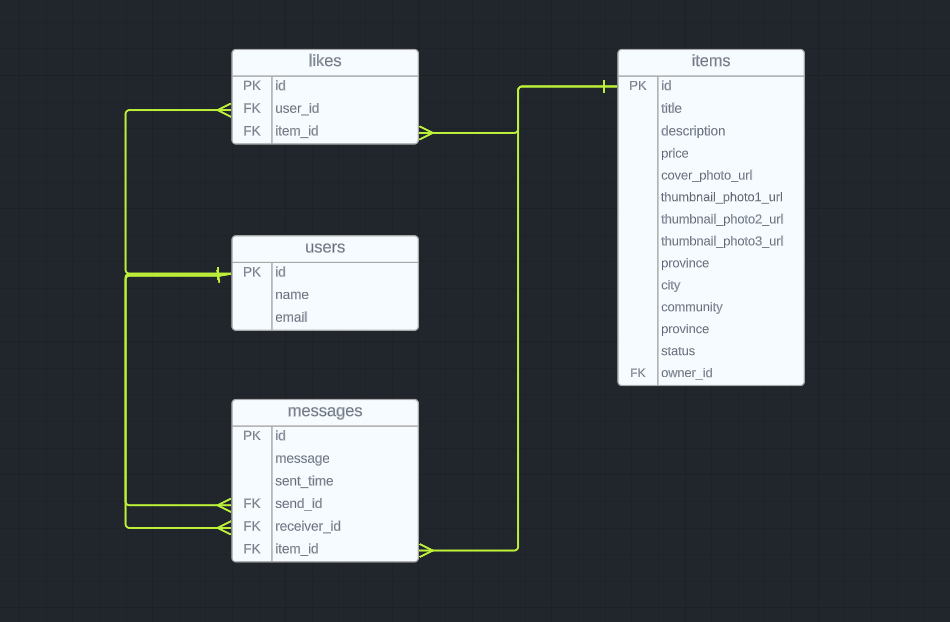 likes
PK id
FK user_id
FK item_id
users
PK id
name
email
messages
PK id
message
sent_time
FK send_id
FK receiver_id
FK item_id
items
PK id
title
description
price
cover_photo_url
thumbnail_photo1_url
thumbnail_photo2_url
thumbnail_photo3_url
province
city
community
province
status
FK owner_id